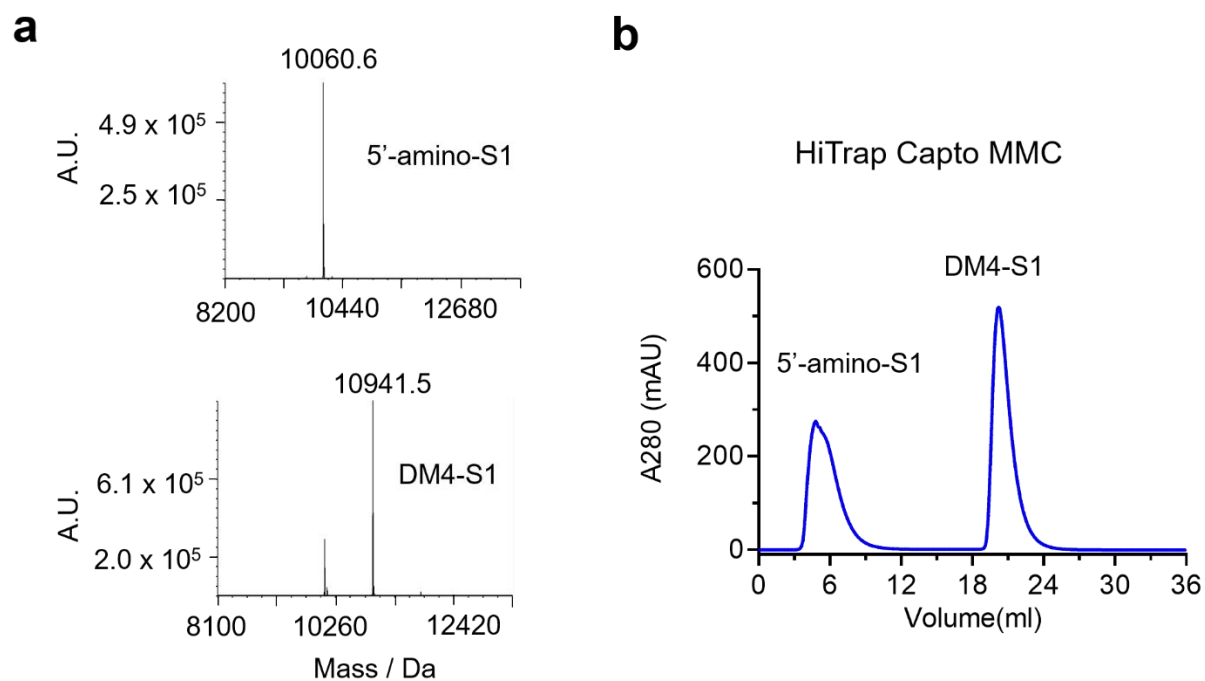 a
10060.6
4.9 x 10⁵
5’-amino-S1
A.U.
2.5 x 10⁵
8200 10440 12680
10941.5
6.1 x 10⁵
DM4-S1
A.U.
2.0 x 10⁵
8100 10260 12420
Mass / Da
b
HiTrap Capto MMC
DM4-S1
600
5’-amino-S1
400
A280 (mAU)
200
0
0 6 12 18 24 30 36
Volume(ml)